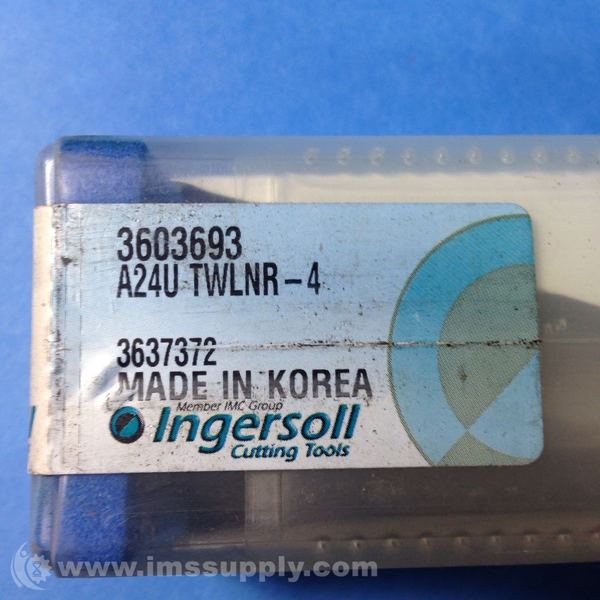 3603693
A24U TWLNR-4
3637372
MADE IN KOREA
Member IMC Group
Ingersoll
Cutting Tools
www.imssupply.com